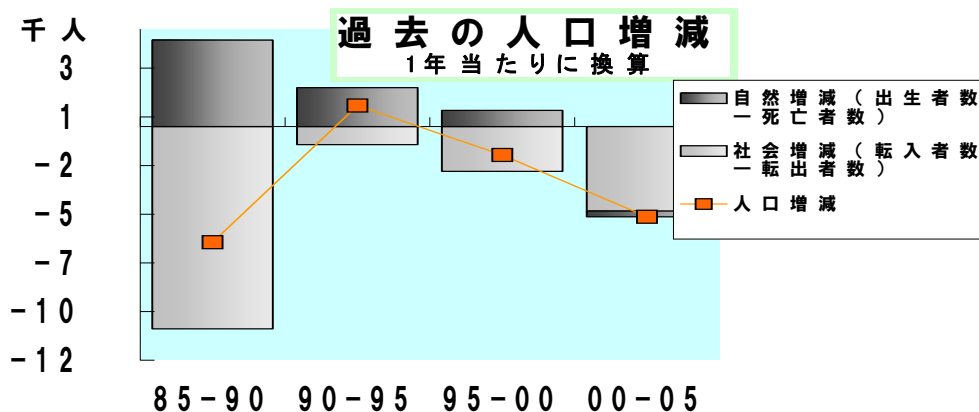 千人
過去の人口増減
1年当たりに換算
3
1
-2
-5
-7
-10
-12
85-90
90-95
95-00
00-05
自然増減(出生者数
ー死亡者数)
社会増減(転入者数
ー転出者数)
人口増減